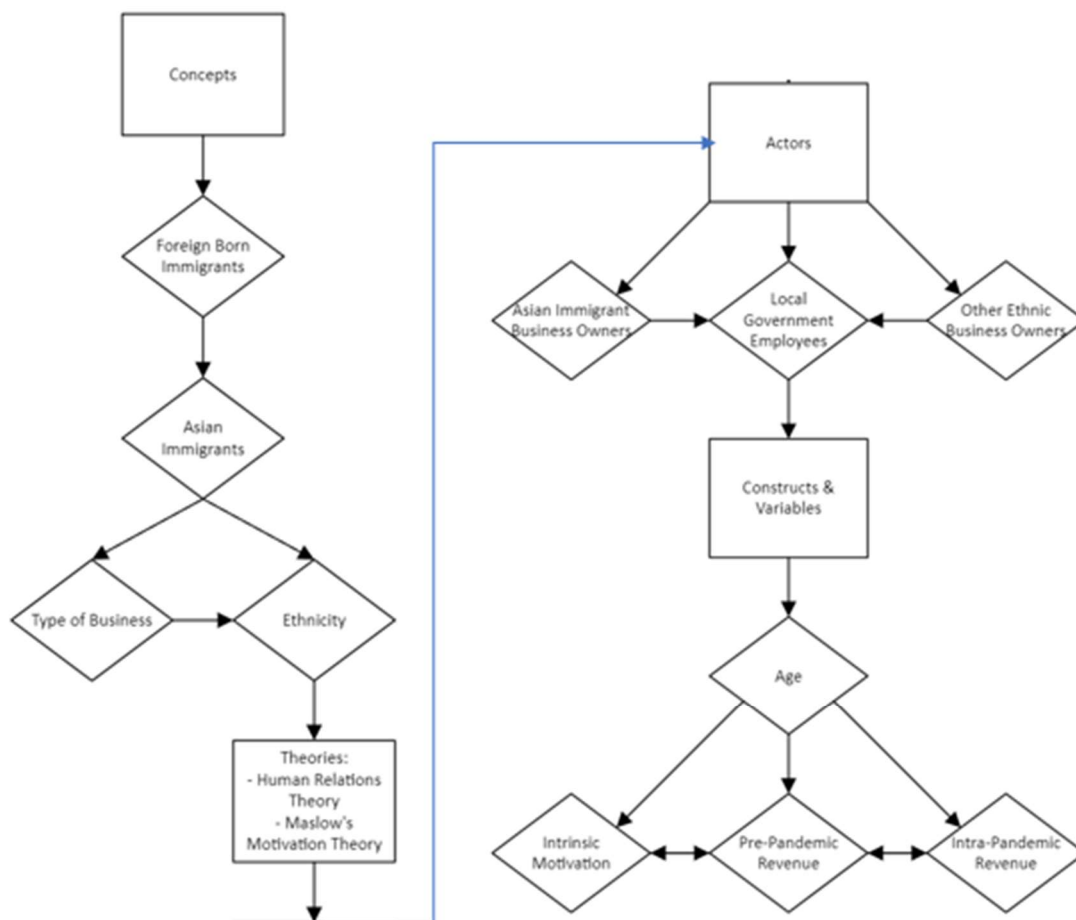 Concepts
Foreign Born
Immigrants
Asian
Immigrants
Type of Business
Ethnicity
Theories:
- Human Relations
Theory
- Maslow's
Motivation Theory
Actors
Asian Immigrant
Business Owners
Local
Government
Employees
Other Ethnic
Business Owners
Constructs &
Variables
Age
Intrinsic
Motivation
Pre-Pandemic
Revenue
Intra-Pandemic
Revenue